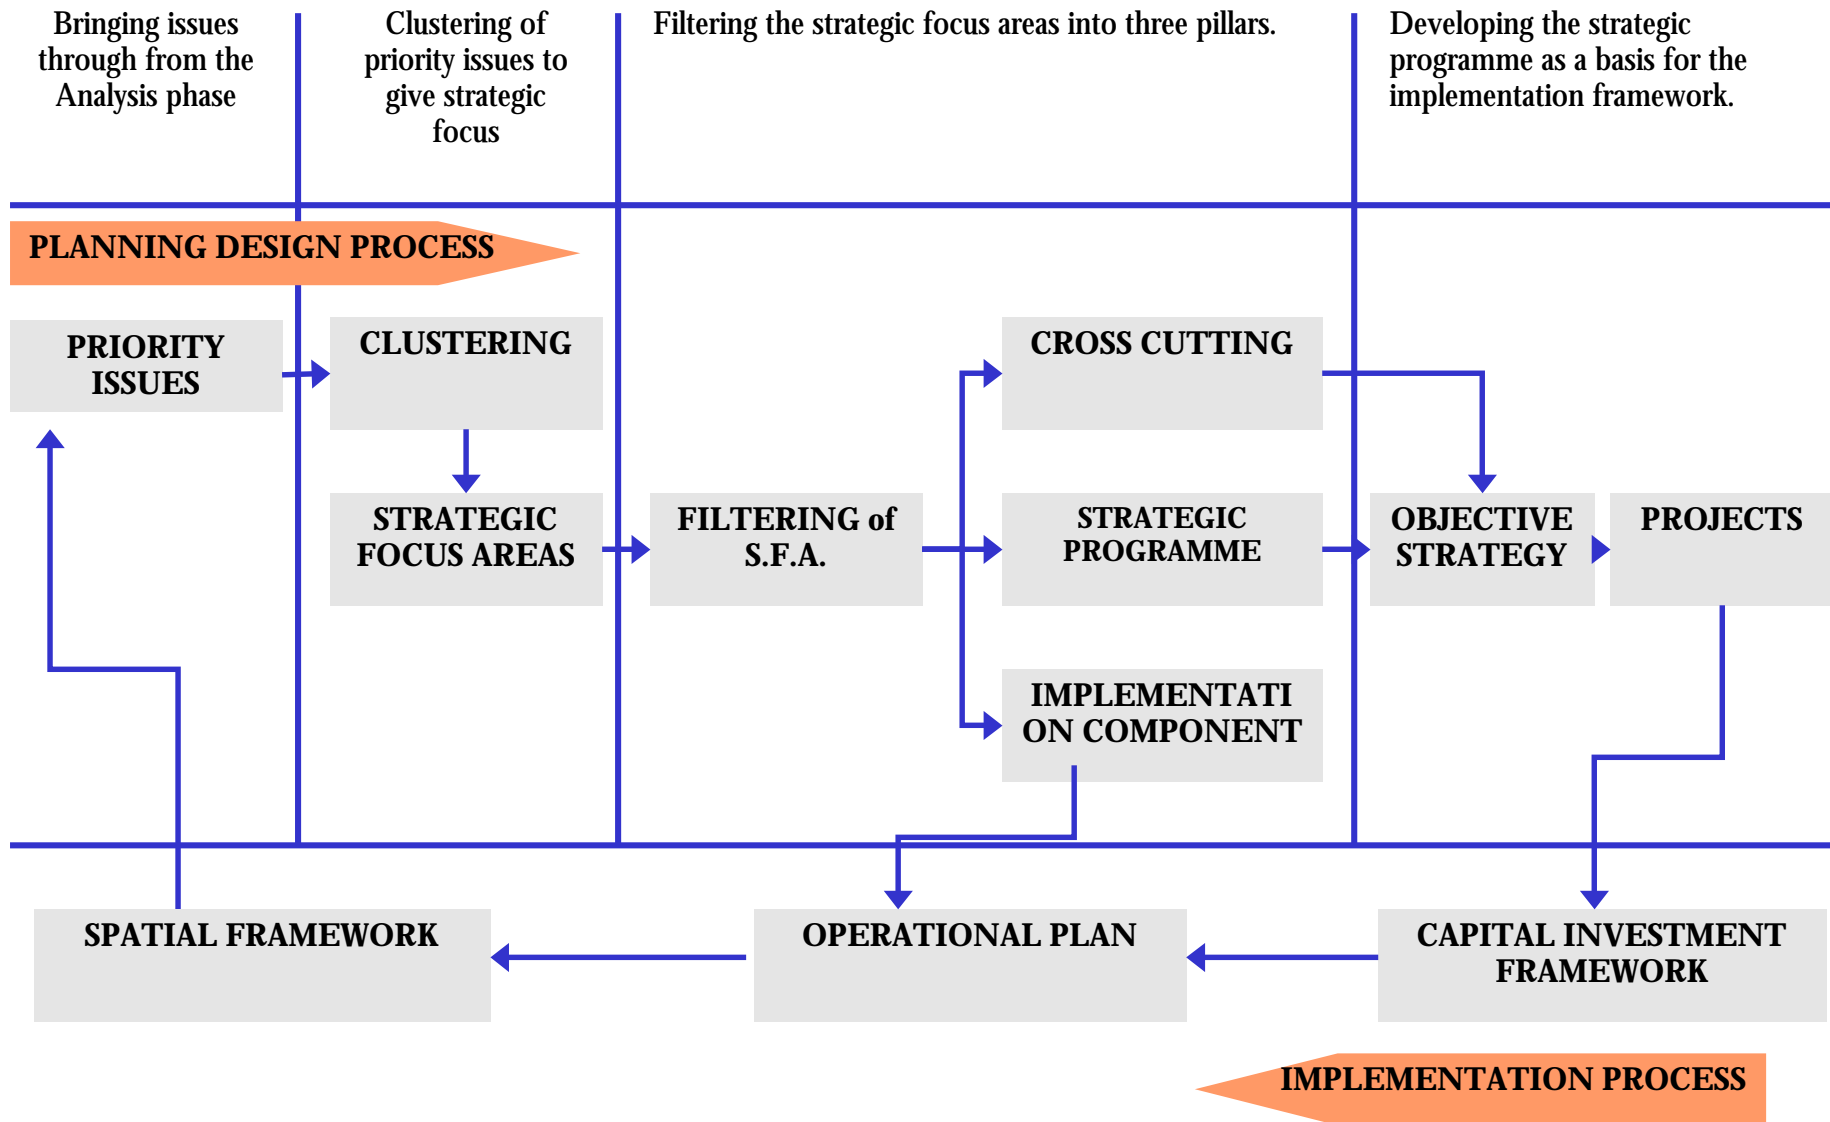 Bringing issues
through from the
Analysis phase
Clustering of
priority issues to
give strategic
focus
Filtering the strategic focus areas into three pillars.
Developing the strategic
programme as a basis for the
implementation framework.
PLANNING DESIGN PROCESS
PRIORITY
ISSUES
CLUSTERING
CROSS CUTTING
STRATEGIC
FOCUS AREAS
FILTERING of
S.F.A.
STRATEGIC
PROGRAMME
OBJECTIVE
STRATEGY
PROJECTS
IMPLEMENTATI
ON COMPONENT
SPATIAL FRAMEWORK
OPERATIONAL PLAN
CAPITAL INVESTMENT
FRAMEWORK
IMPLEMENTATION PROCESS